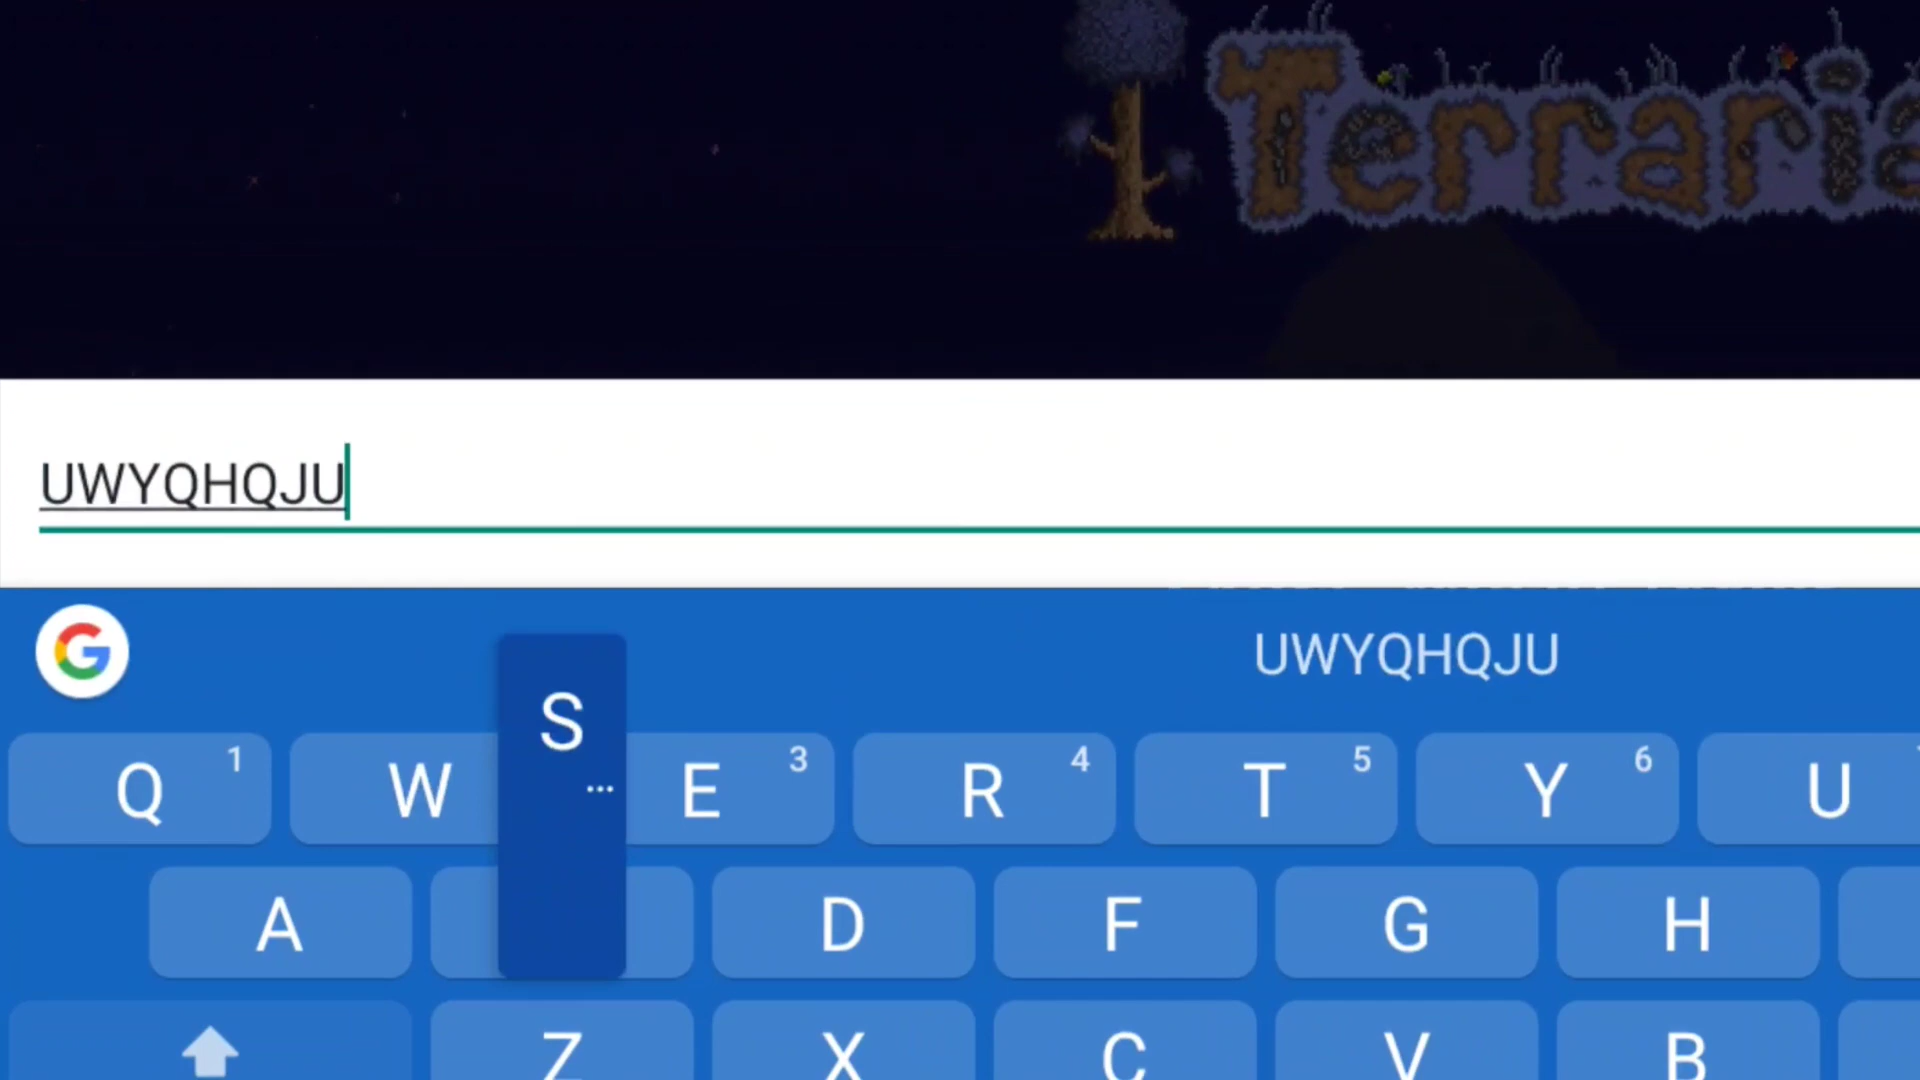 Terraria
UWYQHQJU
UWYQHQJU
S
...
Q 1 W E 3 R 4 T 5 Y 6 U
A D F G H
Z X C V B